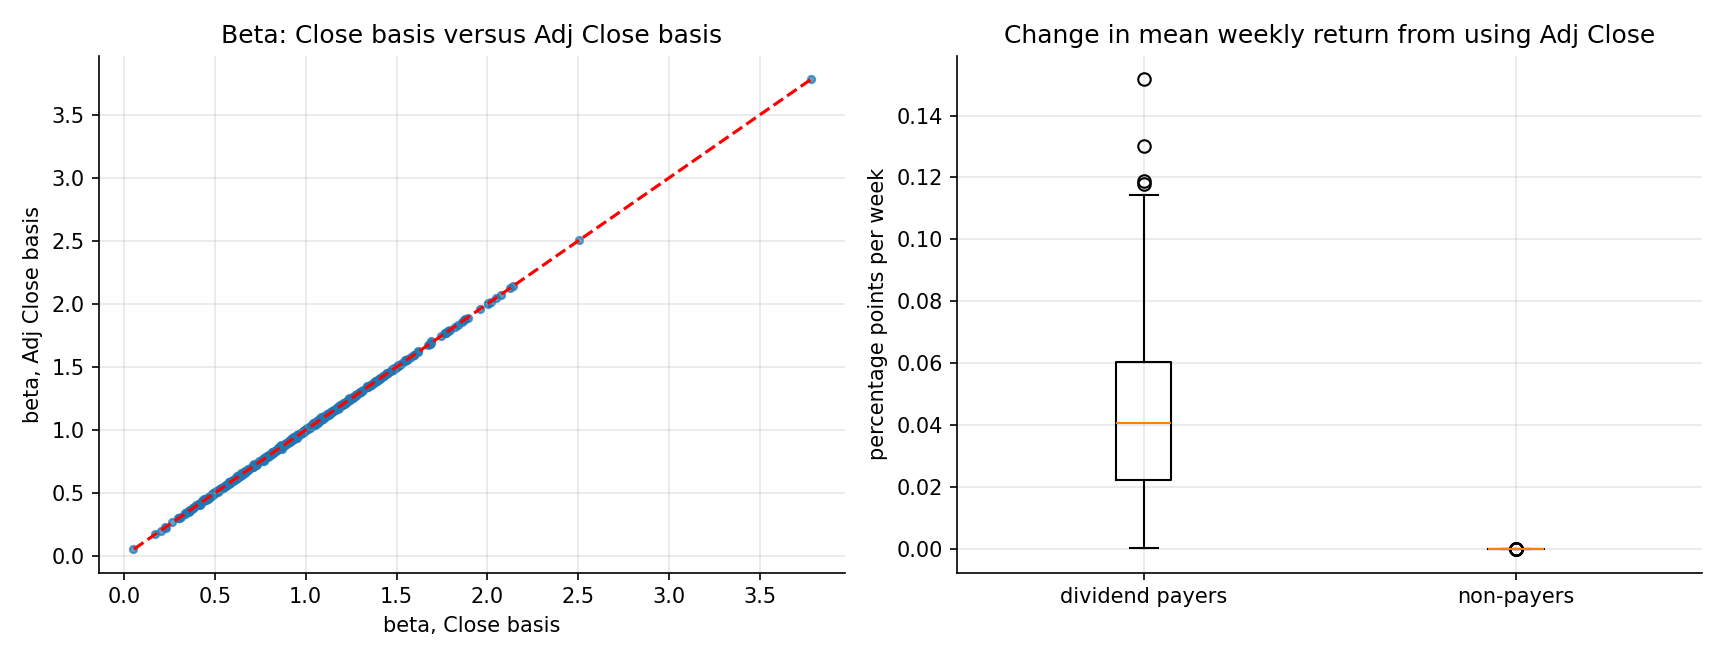 Beta: Close basis versus Adj Close basis
beta, Adj Close basis
3.5
3.0
2.5
2.0
1.5
1.0
0.5
0.0
0.0 0.5 1.0 1.5 2.0 2.5 3.0 3.5
beta, Close basis
Change in mean weekly return from using Adj Close
percentage points per week
0.14
0.12
0.10
0.08
0.06
0.04
0.02
0.00
dividend payers non-payers